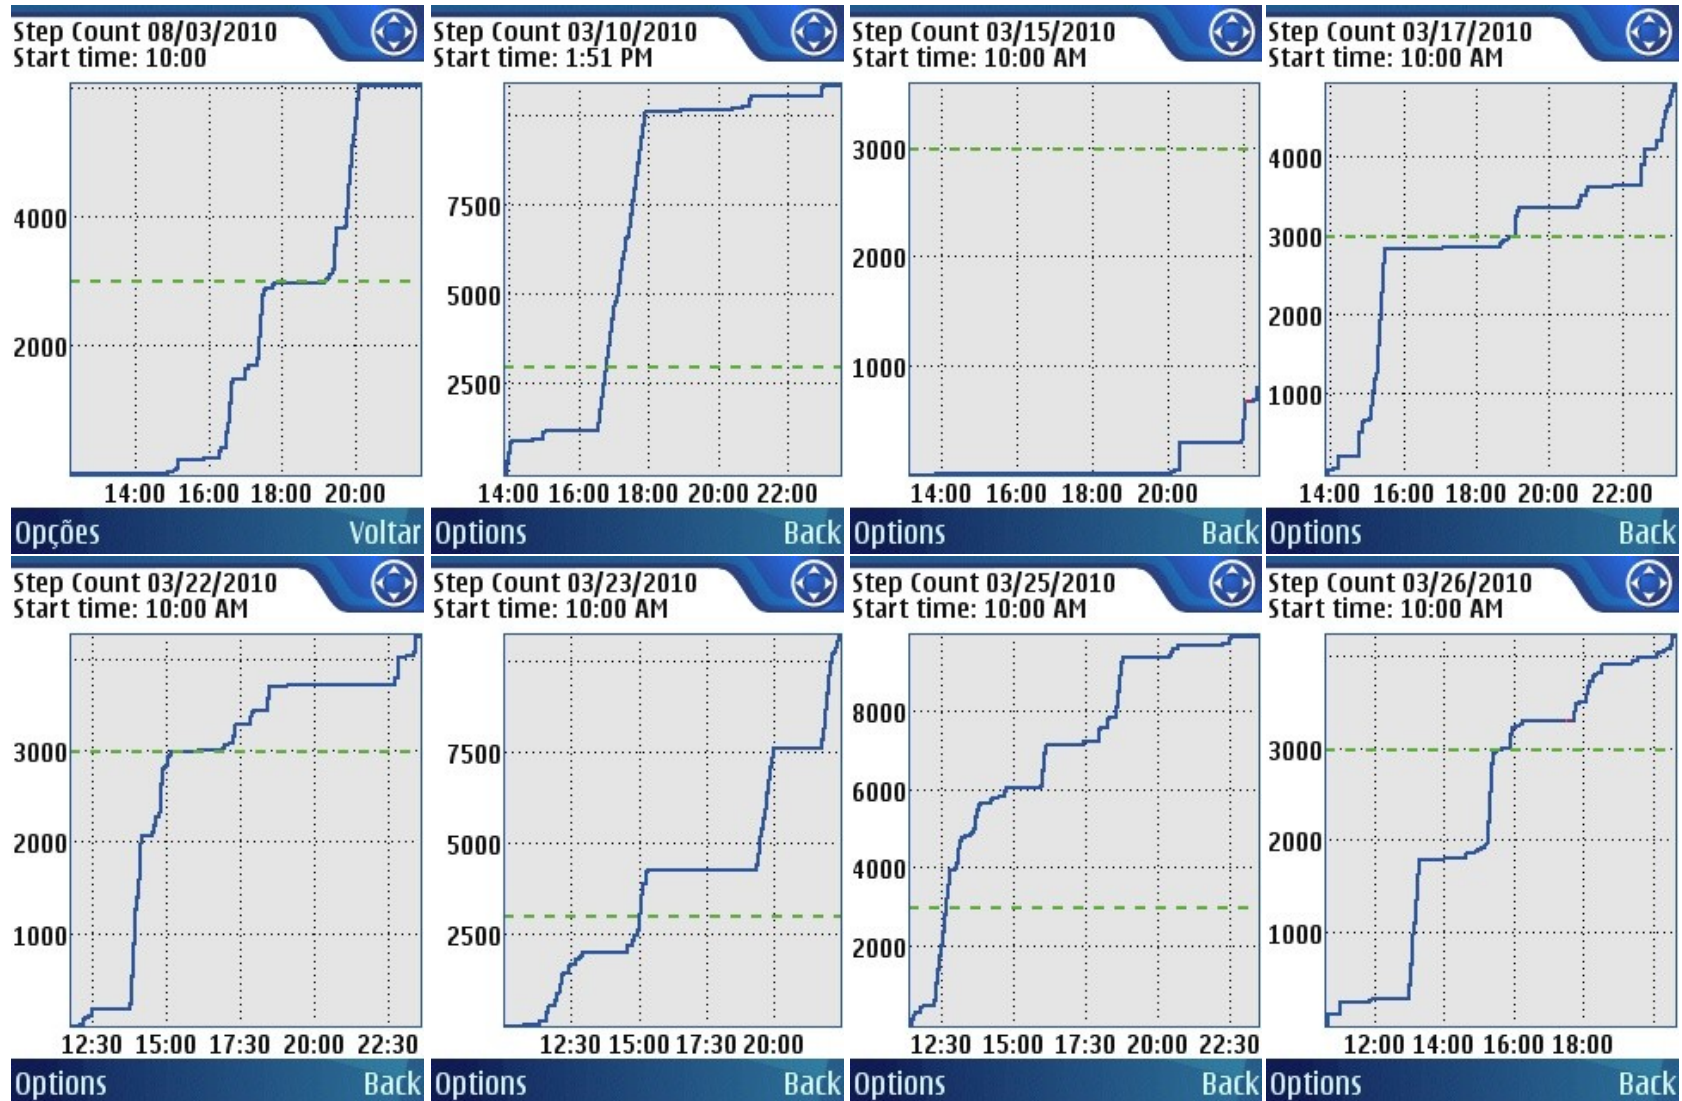 Step Count 08/03/2010
Start time: 10:00
4000
2000
14:00 16:00 18:00 20:00
Opções Voltar
Step Count 03/10/2010
Start time: 1:51 PM
7500
5000
2500
14:00 16:00 18:00 20:00 22:00
Options Back
Step Count 03/15/2010
Start time: 10:00 AM
3000
2000
1000
14:00 16:00 18:00 20:00
Options Back
Step Count 03/17/2010
Start time: 10:00 AM
4000
3000
2000
1000
14:00 16:00 18:00 20:00 22:00
Options Back
Step Count 03/22/2010
Start time: 10:00 AM
3000
2000
1000
12:30 15:00 17:30 20:00 22:30
Options Back
Step Count 03/23/2010
Start time: 10:00 AM
7500
5000
2500
12:30 15:00 17:30 20:00
Options Back
Step Count 03/25/2010
Start time: 10:00 AM
8000
6000
4000
2000
12:30 15:00 17:30 20:00 22:30
Options Back
Step Count 03/26/2010
Start time: 10:00 AM
3000
2000
1000
12:00 14:00 16:00 18:00
Options Back